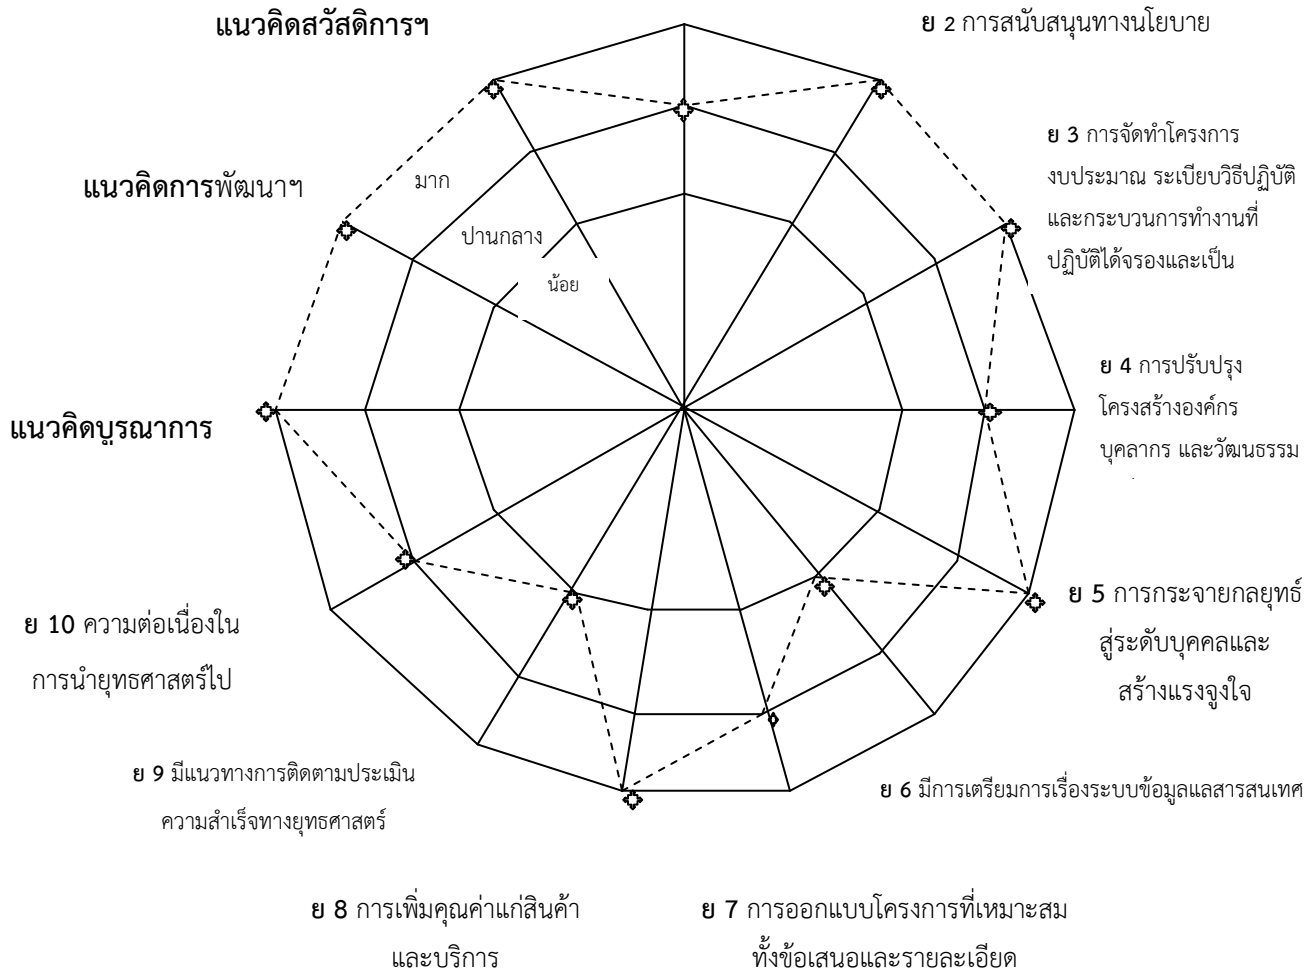 แนวคิดสวัสดิการฯ
ย 2 การสนับสนุนทางนโยบาย
ย 3 การจัดทำโครงการ
งบประมาณ ระเบียบวิธีปฏิบัติ
และกระบวนการทำงานที่
ปฏิบัติได้จรองและเป็น
แนวคิดการพัฒนาฯ
มาก
ปานกลาง
น้อย
ย 4 การปรับปรุง
โครงสร้างองค์กร
บุคลากร และวัฒนธรรม
แนวคิดบูรณาการ
ย 5 การกระจายกลยุทธ์
สู่ระดับบุคคลและ
สร้างแรงจูงใจ
ย 10 ความต่อเนื่องใน
การนำยุทธศาสตร์ไป
ย 9 มีแนวทางการติดตามประเมิน
ความสำเร็จทางยุทธศาสตร์
ย 6 มีการเตรียมการเรื่องระบบข้อมูลแลสารสนเทศ
ย 8 การเพิ่มคุณค่าแก่สินค้า
และบริการ
ย 7 การออกแบบโครงการที่เหมาะสม
ทั้งข้อเสนอและรายละเอียด